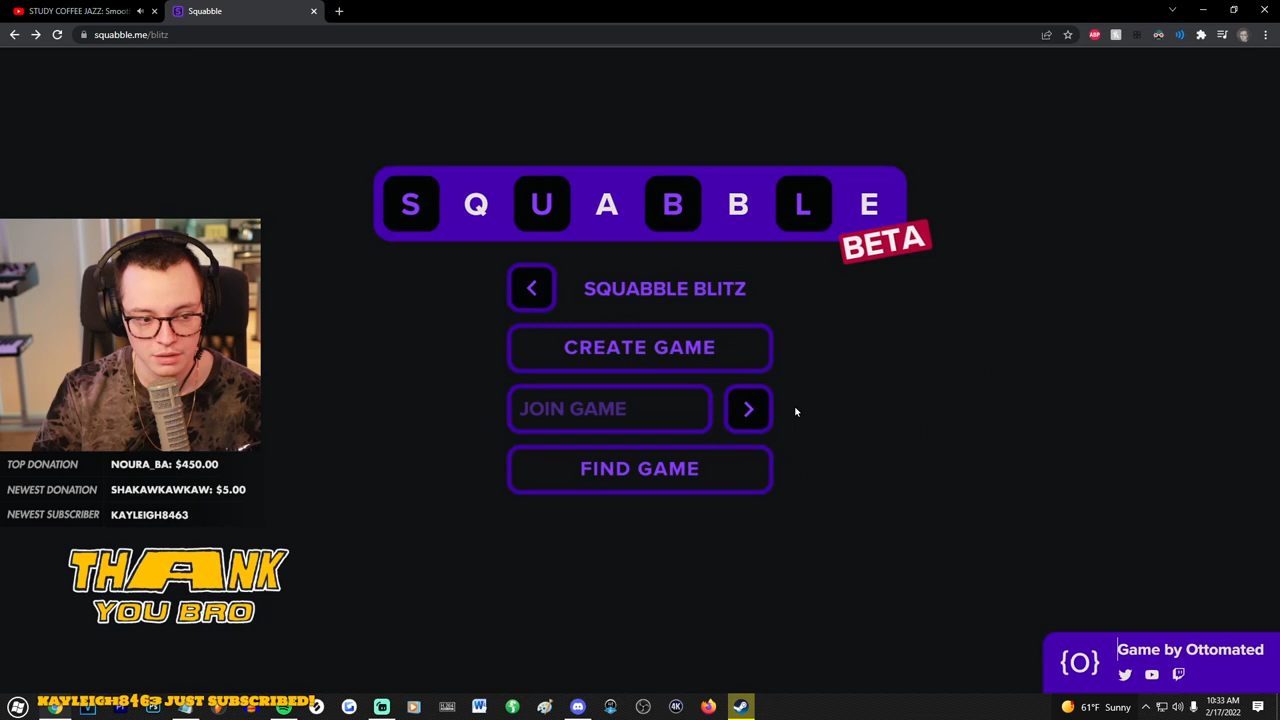 STUDY COFFEE JAZZ: Smoot
Squabble
squabble.me/blitz
SQUABBLE
BETA
SQUABBLE BLITZ
CREATE GAME
JOIN GAME
FIND GAME
TOP DONATION NOURA_BA: $450.00
NEWEST DONATION SHAKAWKAWKAW: $5.00
NEWEST SUBSCRIBER KAYLEIGH8463
THANK
YOU BRO
KAYLEIGH8463 JUST SUBSCRIBED!
{O} Game by Ottomated
61°F Sunny
10:33 AM
2/17/2022